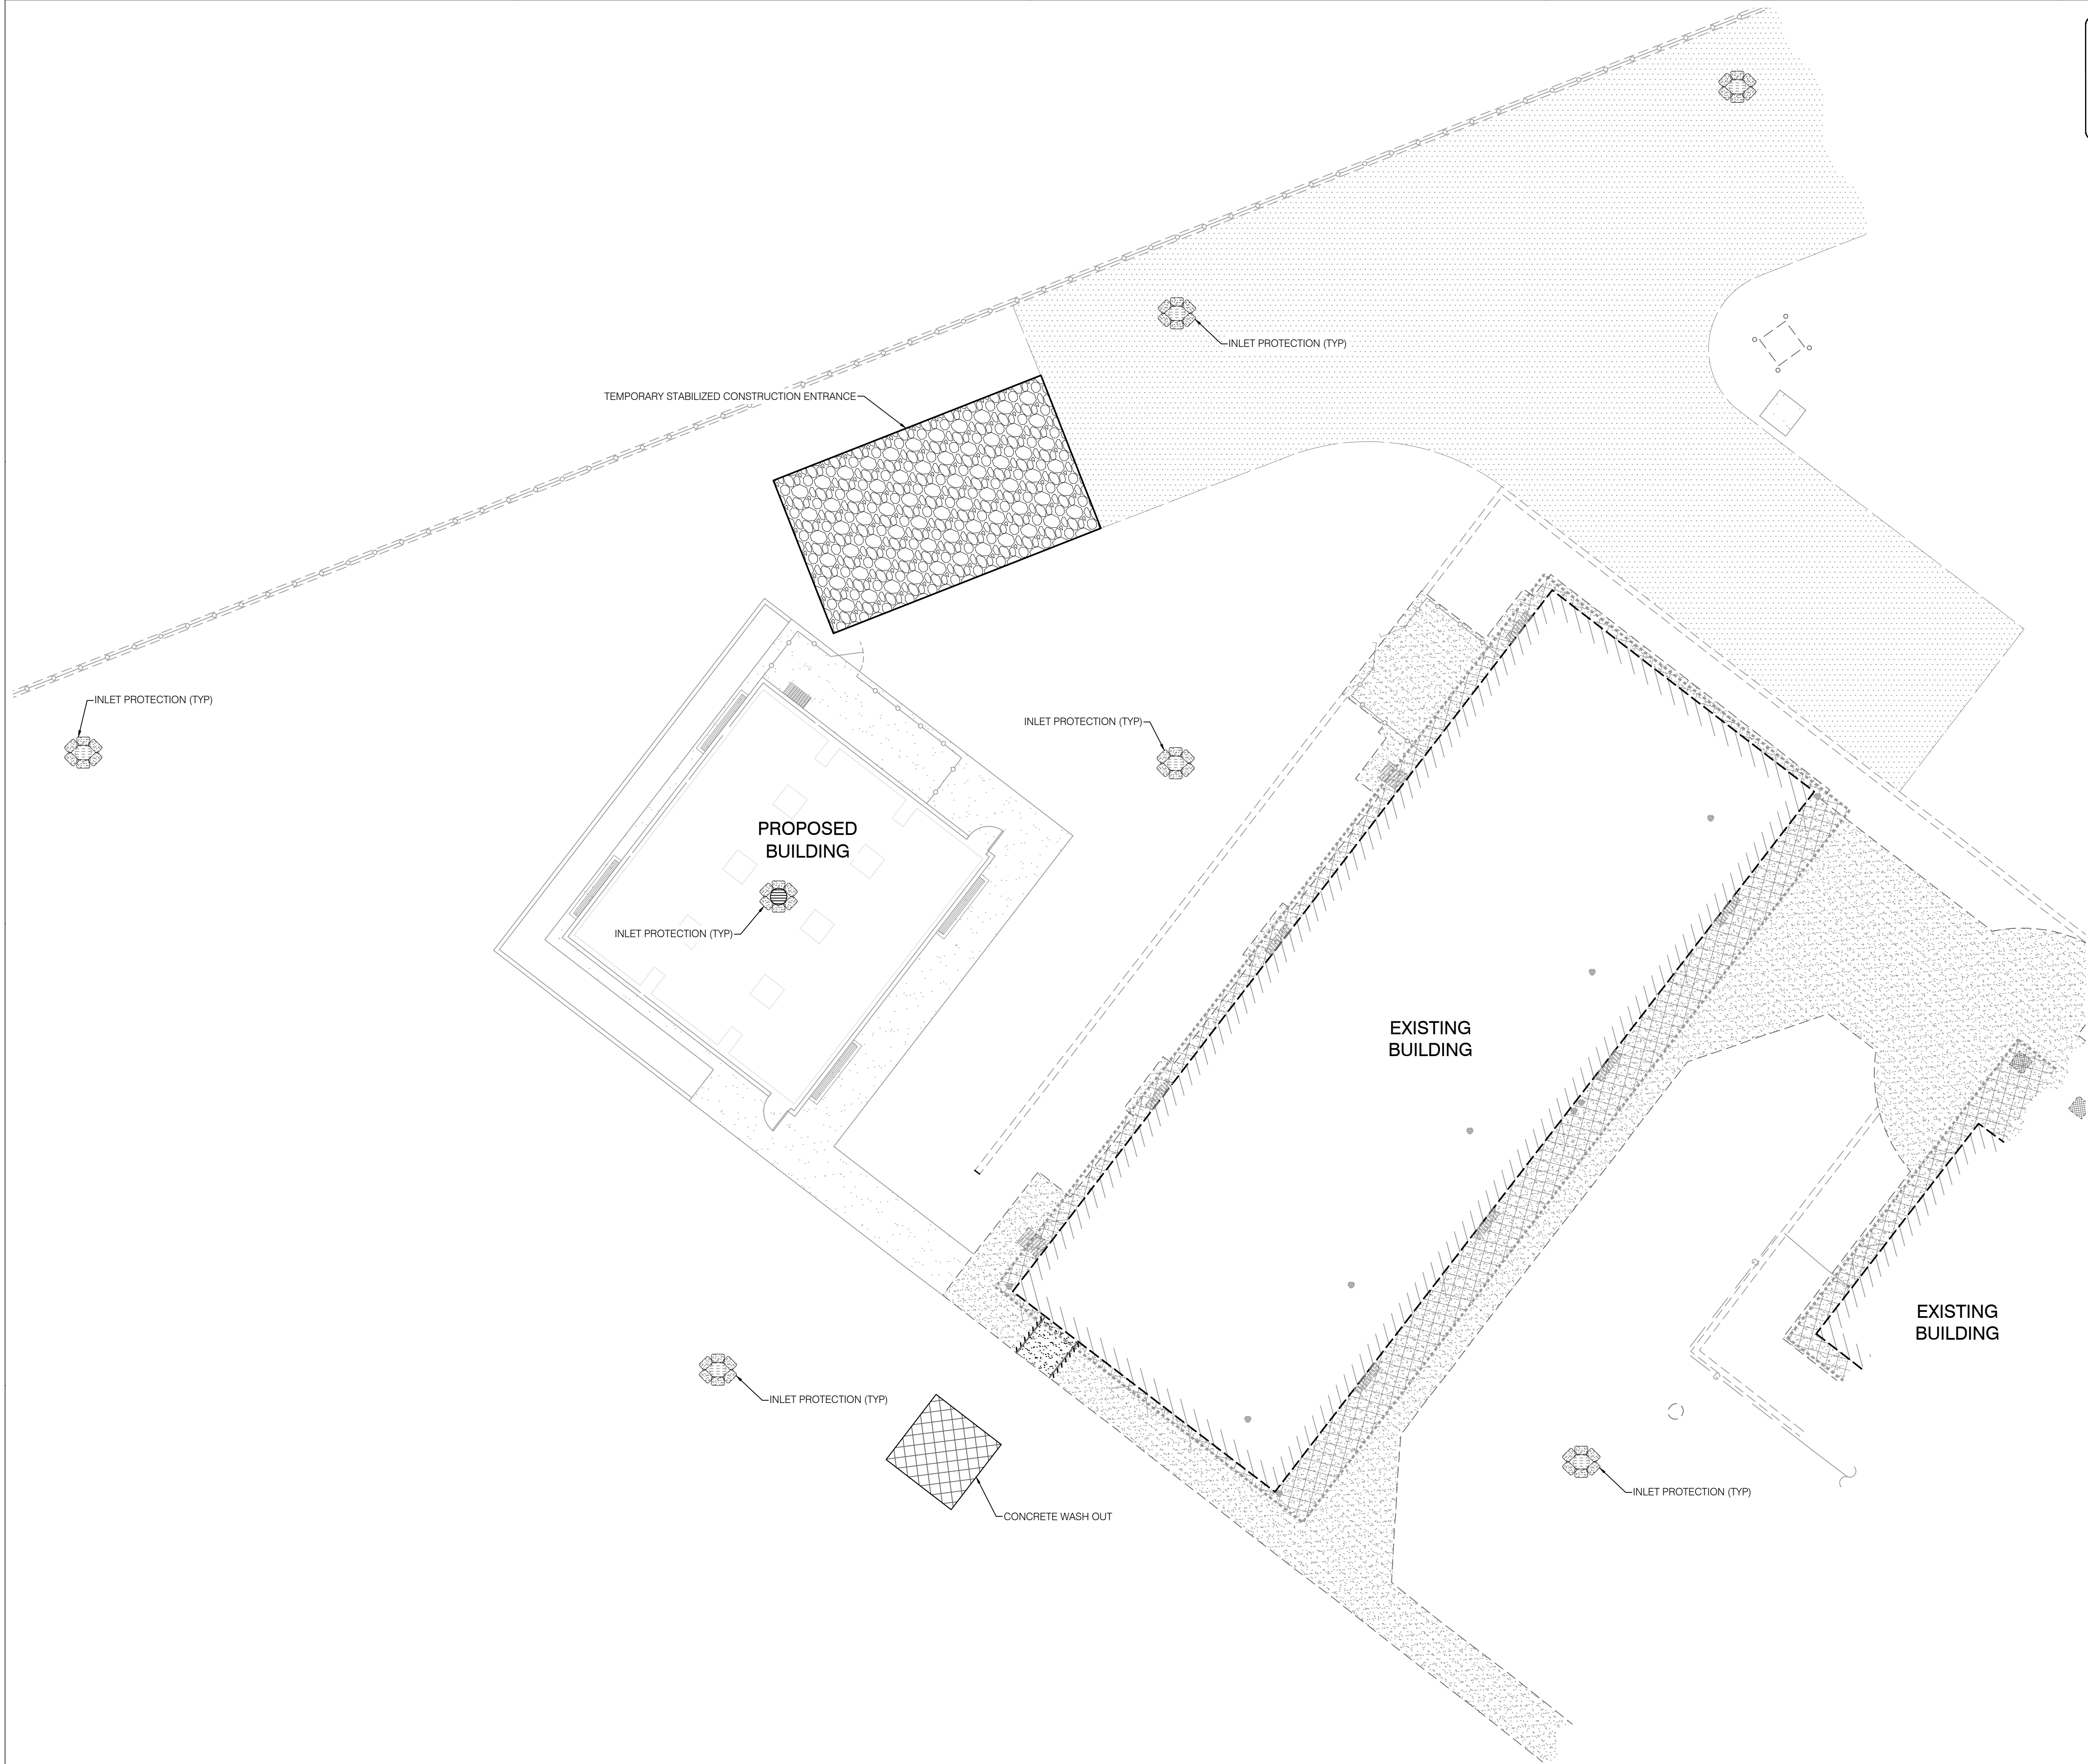 INLET PROTECTION (TYP)
TEMPORARY STABILIZED CONSTRUCTION ENTRANCE
INLET PROTECTION (TYP)
INLET PROTECTION (TYP)
PROPOSED
BUILDING
INLET PROTECTION (TYP)
EXISTING
BUILDING
EXISTING
BUILDING
INLET PROTECTION (TYP)
INLET PROTECTION (TYP)
CONCRETE WASH OUT